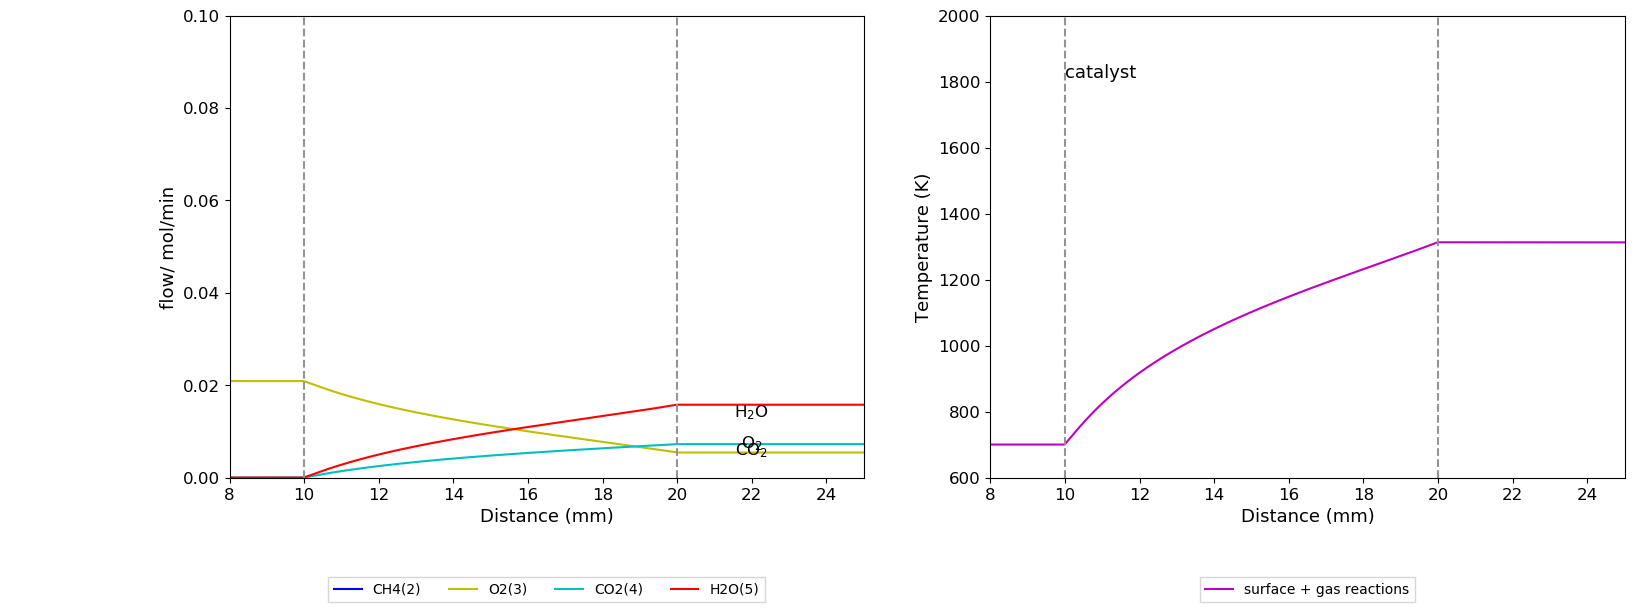 0.10
0.08
0.06
0.04
0.02
0.00
flow/ mol/min
H₂O
O₂
CO₂
8 10 12 14 16 18 20 22 24
Distance (mm)
CH4(2) O2(3) CO2(4) H2O(5)
2000
1800
1600
1400
1200
1000
800
600
Temperature (K)
catalyst
8 10 12 14 16 18 20 22 24
Distance (mm)
surface + gas reactions